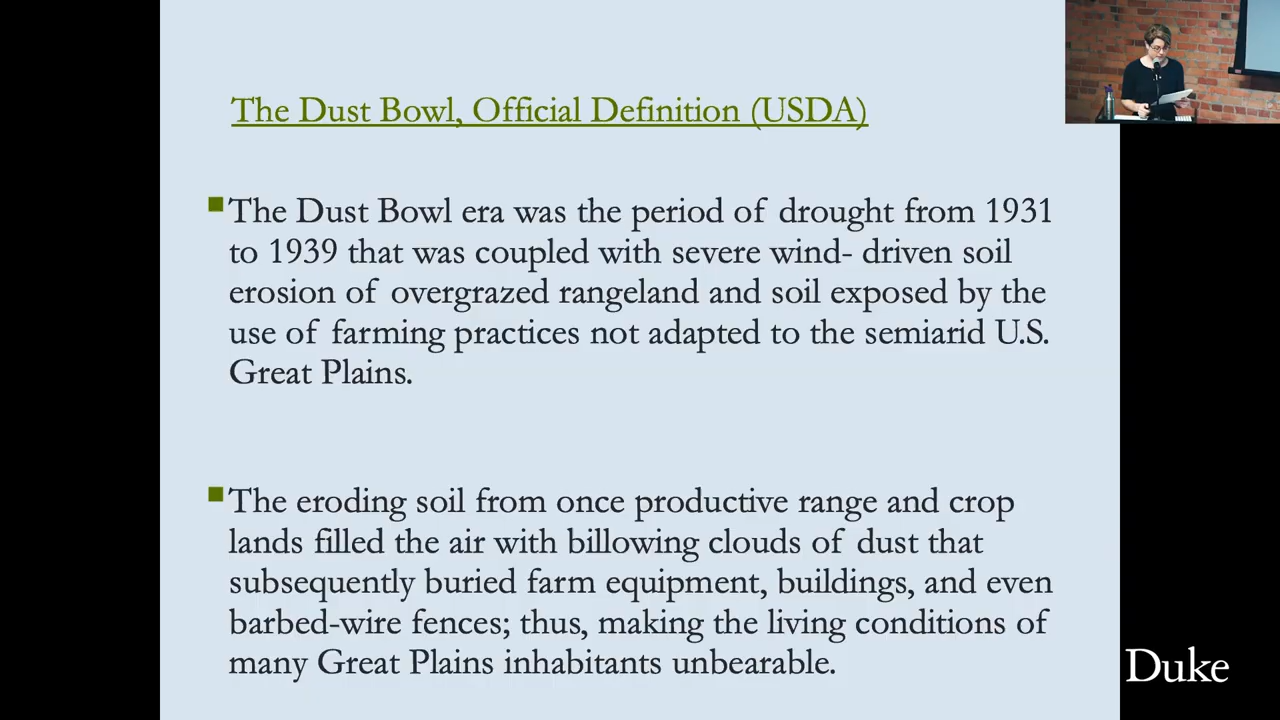 The Dust Bowl, Official Definition (USDA)
The Dust Bowl era was the period of drought from 1931
to 1939 that was coupled with severe wind- driven soil
erosion of overgrazed rangeland and soil exposed by the
use of farming practices not adapted to the semiarid U.S.
Great Plains.
The eroding soil from once productive range and crop
lands filled the air with billowing clouds of dust that
subsequently buried farm equipment, buildings, and even
barbed-wire fences; thus, making the living conditions of
many Great Plains inhabitants unbearable.
Duke